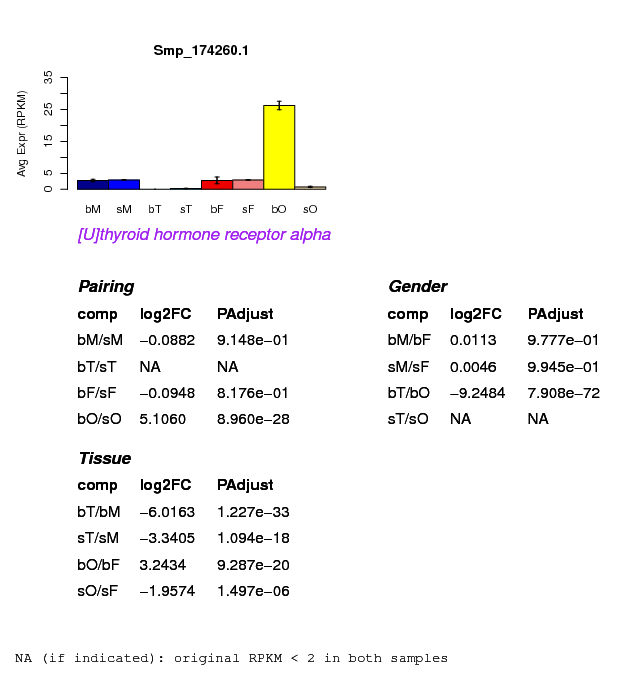 Smp_174260.1
Avg Expr (RPKM)
0 5 15 25 35
bM sM bT sT bF sF bO sO
[U]thyroid hormone receptor alpha
Pairing
comp log2FC PAdjust
bM/sM −0.0882 9.148e−01
bT/sT NA NA
bF/sF −0.0948 8.176e−01
bO/sO 5.1060 8.960e−28
Gender
comp log2FC PAdjust
bM/bF 0.0113 9.777e−01
sM/sF 0.0046 9.945e−01
bT/bO −9.2484 7.908e−72
sT/sO NA NA
Tissue
comp log2FC PAdjust
bT/bM −6.0163 1.227e−33
sT/sM −3.3405 1.094e−18
bO/bF 3.2434 9.287e−20
sO/sF −1.9574 1.497e−06
NA (if indicated): original RPKM < 2 in both samples